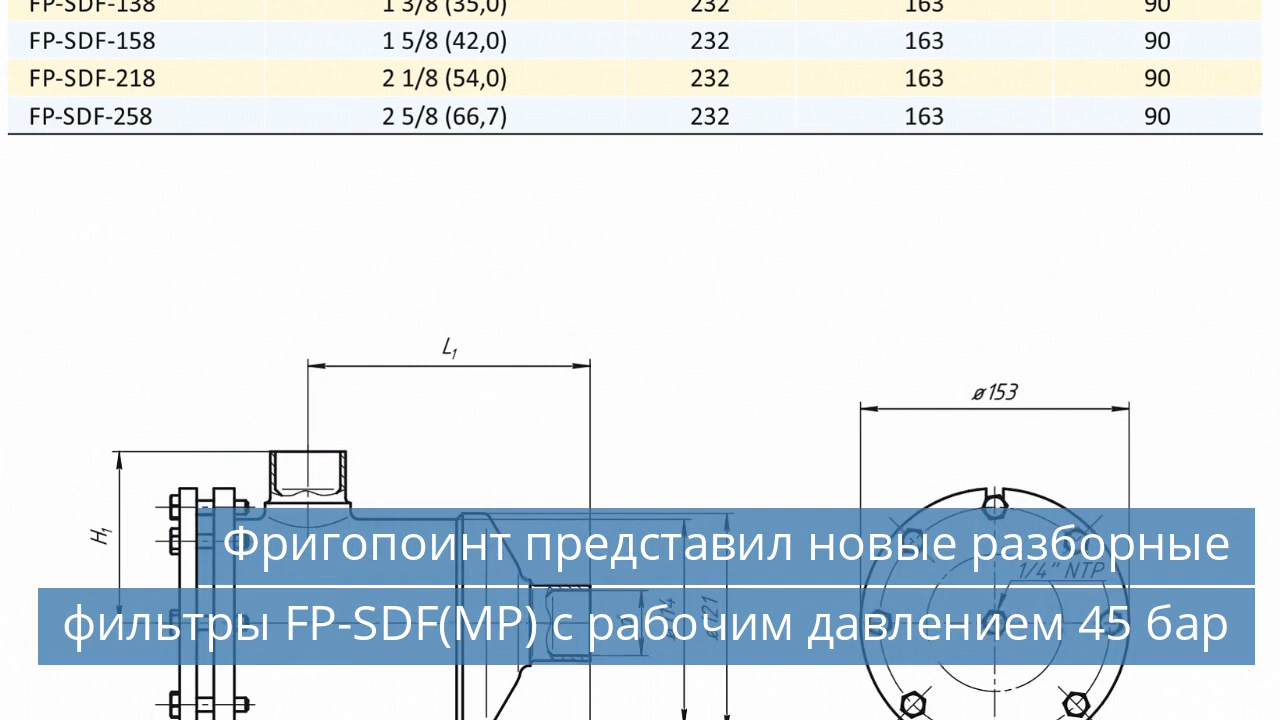 FP-SDF-138 1 3/8 (35,0) 232 163 90
FP-SDF-158 1 5/8 (42,0) 232 163 90
FP-SDF-218 2 1/8 (54,0) 232 163 90
FP-SDF-258 2 5/8 (66,7) 232 163 90
L1
ø153
H1
Фригопоинт представил новые разборные
1/4" NTP
фильтры FP-SDF(MP) с рабочим давлением 45 бар
ø121